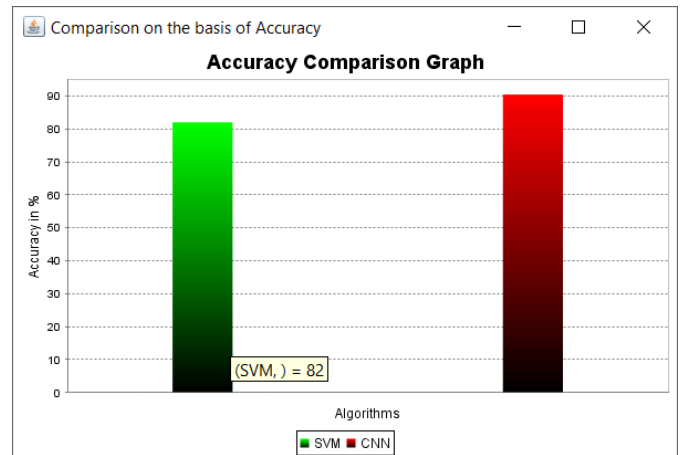 Comparison on the basis of Accuracy
Accuracy Comparison Graph
Accuracy in %
90
80
70
60
50
40
30
20
10
0
(SVM, ) = 82
Algorithms
SVM CNN